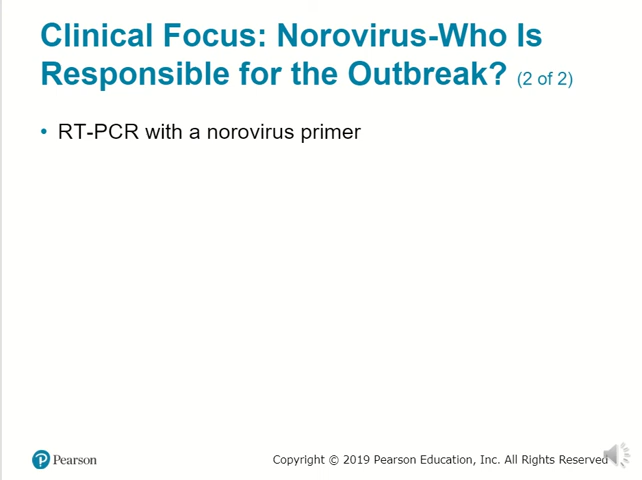 Clinical Focus: Norovirus-Who Is
Responsible for the Outbreak? (2 of 2)
• RT-PCR with a norovirus primer
Pearson
Copyright © 2019 Pearson Education, Inc. All Rights Reserved